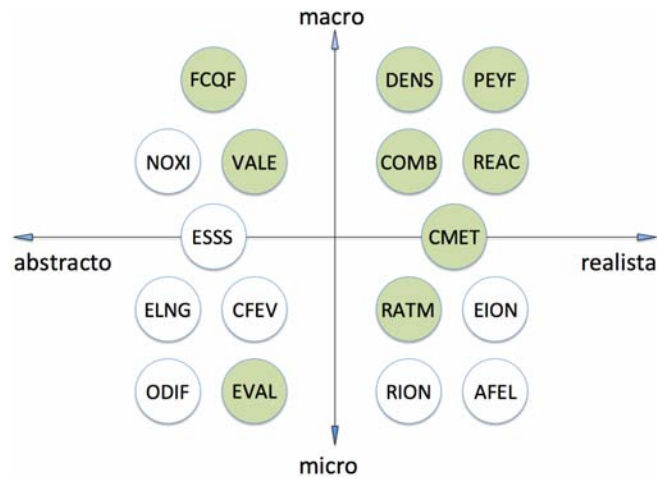 macro
FCQF DENS PEYF
NOXI VALE COMB REAC
ESSS CMET
abstracto realista
ELNG CFEV RATM EION
ODIF EVAL RION AFEL
micro